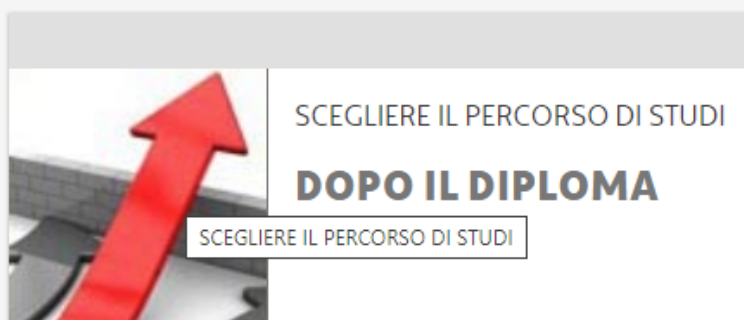 SCEGLIERE IL PERCORSO DI STUDI
DOPO IL DIPLOMA
SCEGLIERE IL PERCORSO DI STUDI